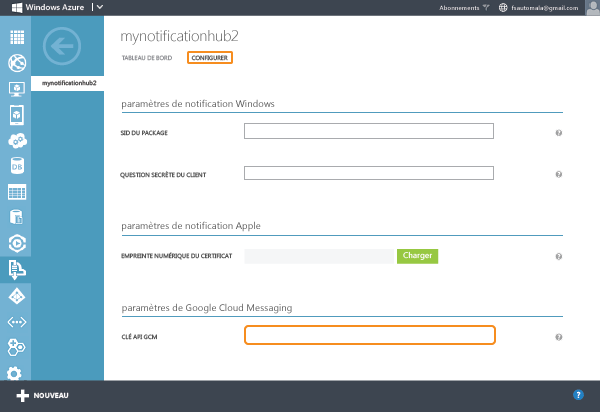 Windows Azure
Abonnements
fsautomala@gmail.com
mynotificationhub2
TABLEAU DE BORD
CONFIGURER
mynotificationhub2
paramètres de notification Windows
SID DU PACKAGE
QUESTION SECRÈTE DU CLIENT
paramètres de notification Apple
EMPREINTE NUMÉRIQUE DU CERTIFICAT
Charger
paramètres de Google Cloud Messaging
CLÉ API GCM
DB
NOUVEAU
?